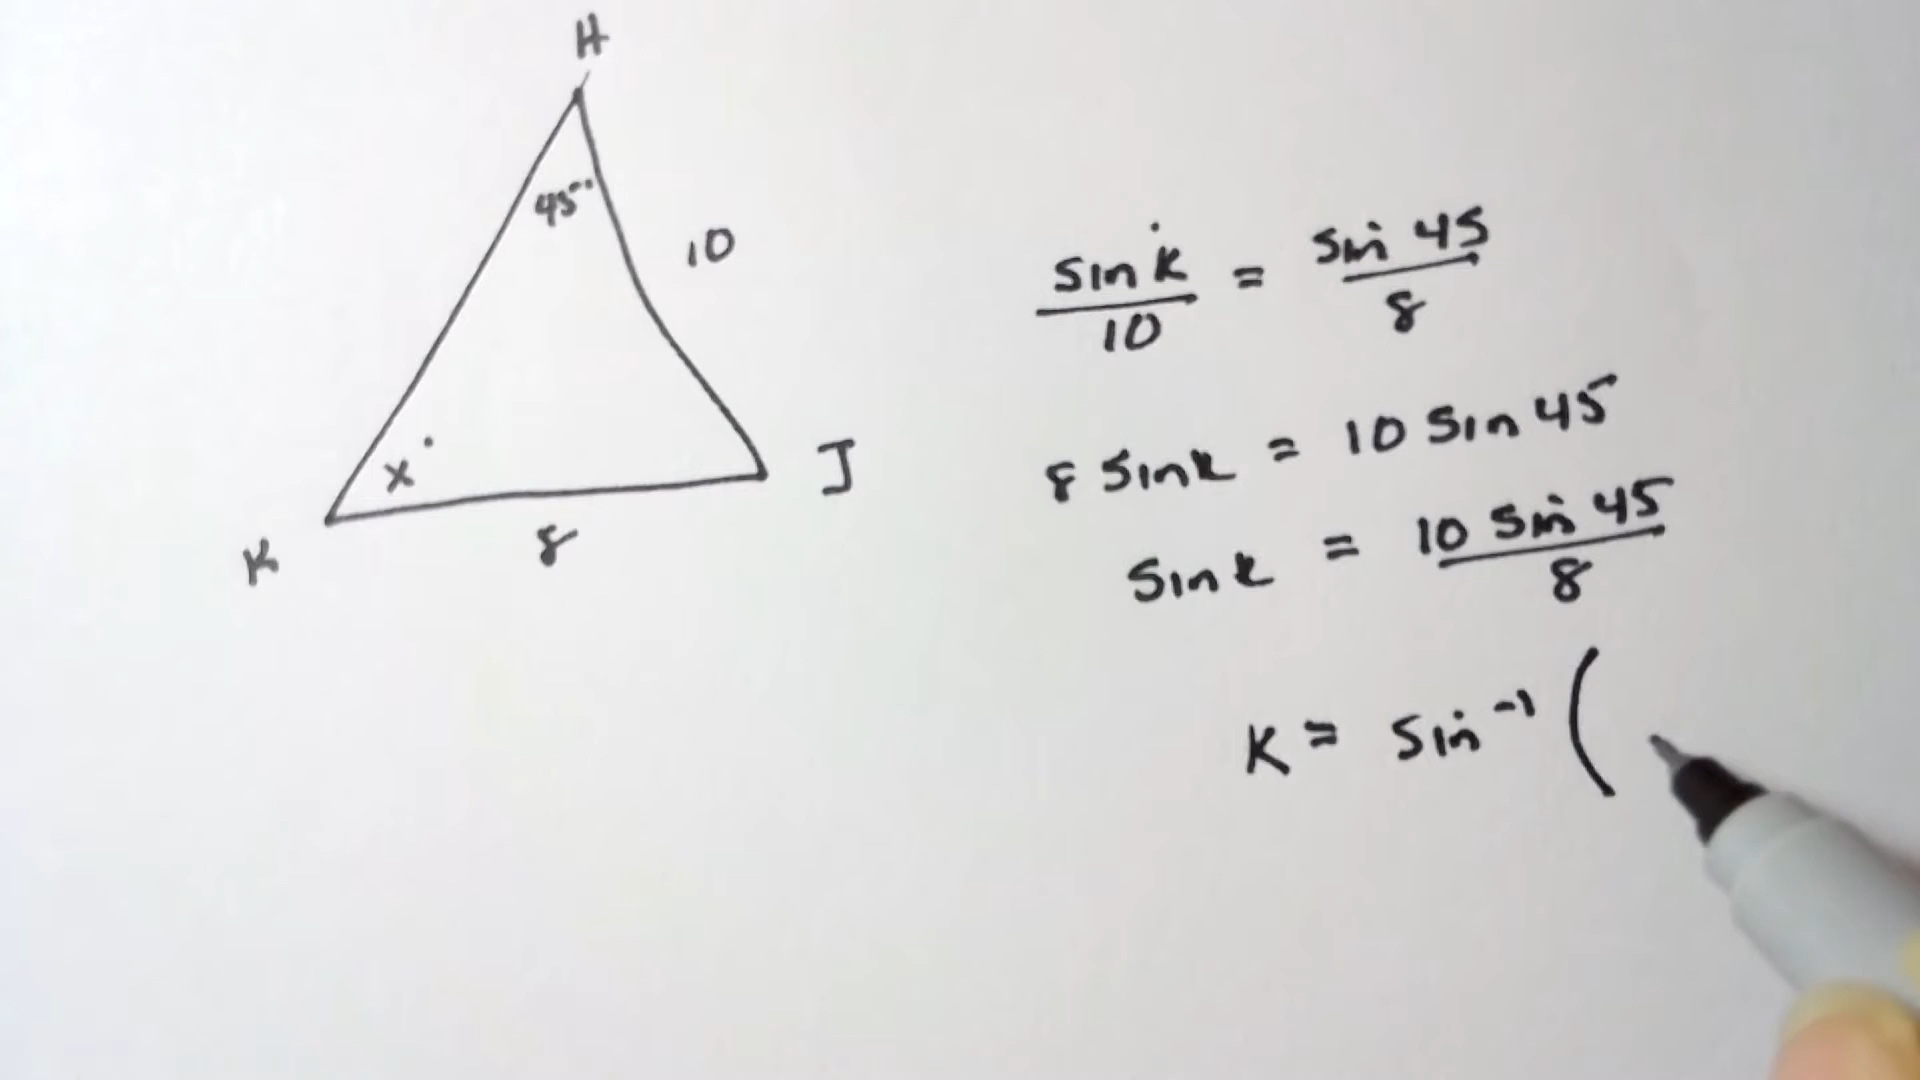 H
45°
10
x°
J
K
8
sin k / 10 = sin 45 / 8
8 sin k = 10 sin 45
sin k = 10 sin 45 / 8
K = sin⁻¹ (